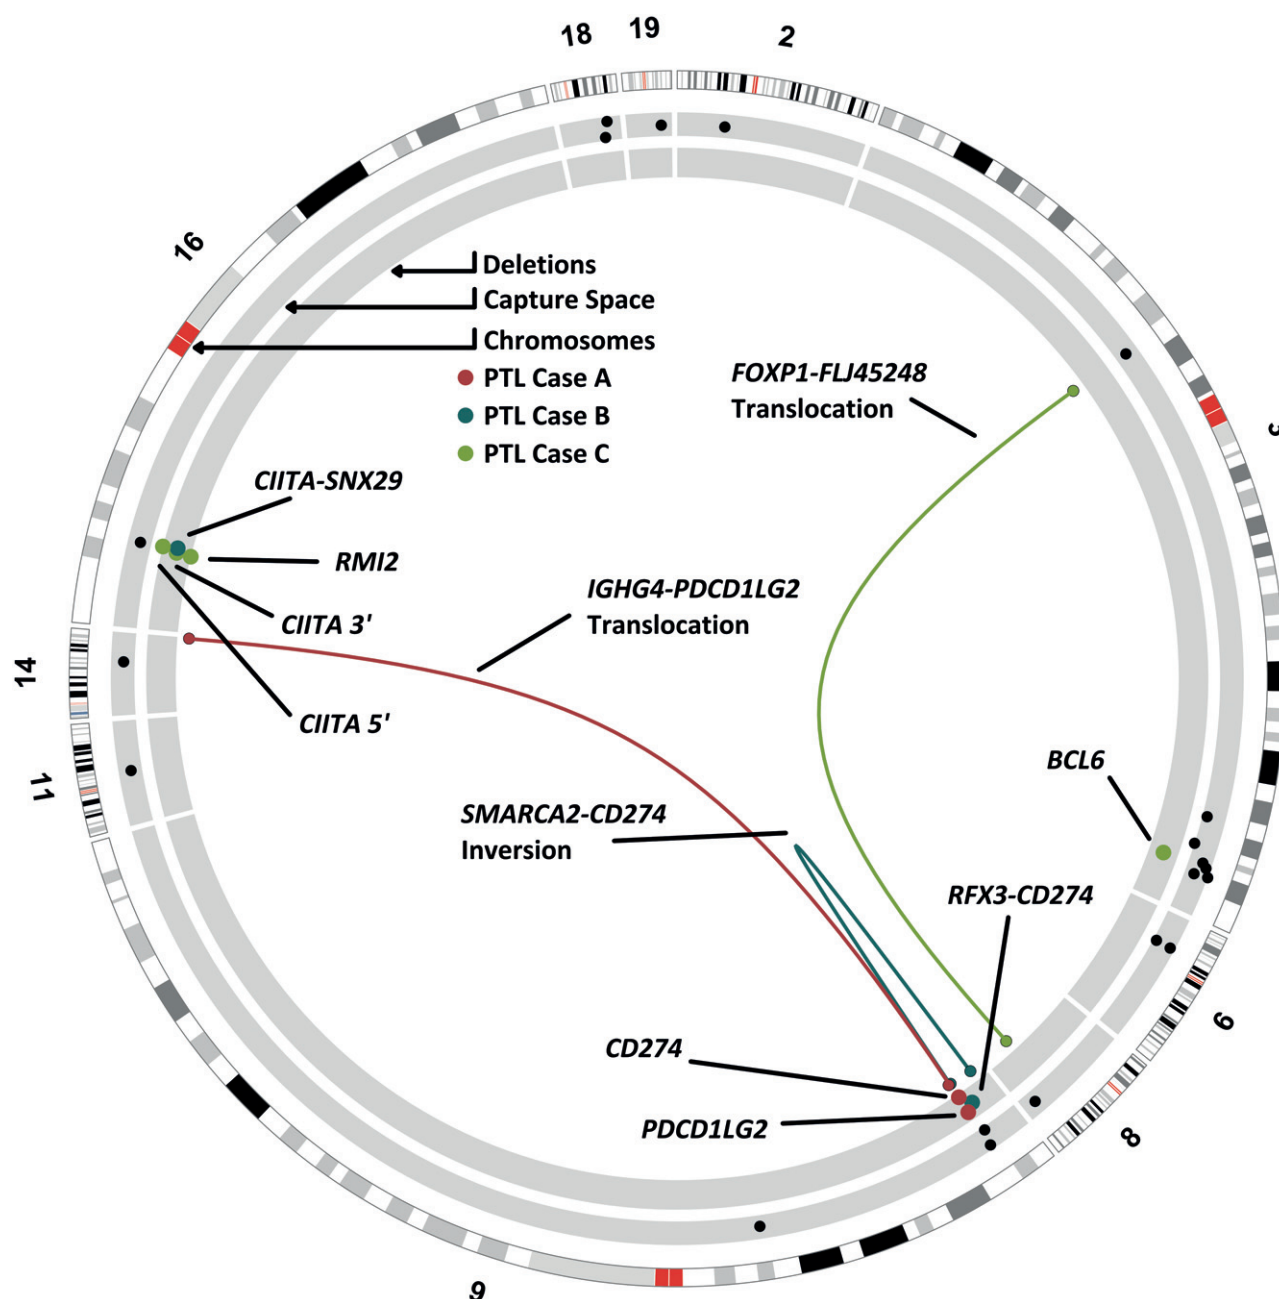 18
19
2
16
Deletions
Capture Space
Chromosomes
PTL Case A
PTL Case B
PTL Case C
FOXP1-FLJ45248
Translocation
CIITA-SNX29
RMI2
IGHG4-PDCD1LG2
Translocation
CIITA 3'
14
CIITA 5'
11
BCL6
SMARCA2-CD274
Inversion
RFX3-CD274
CD274
6
PDCD1LG2
8
9